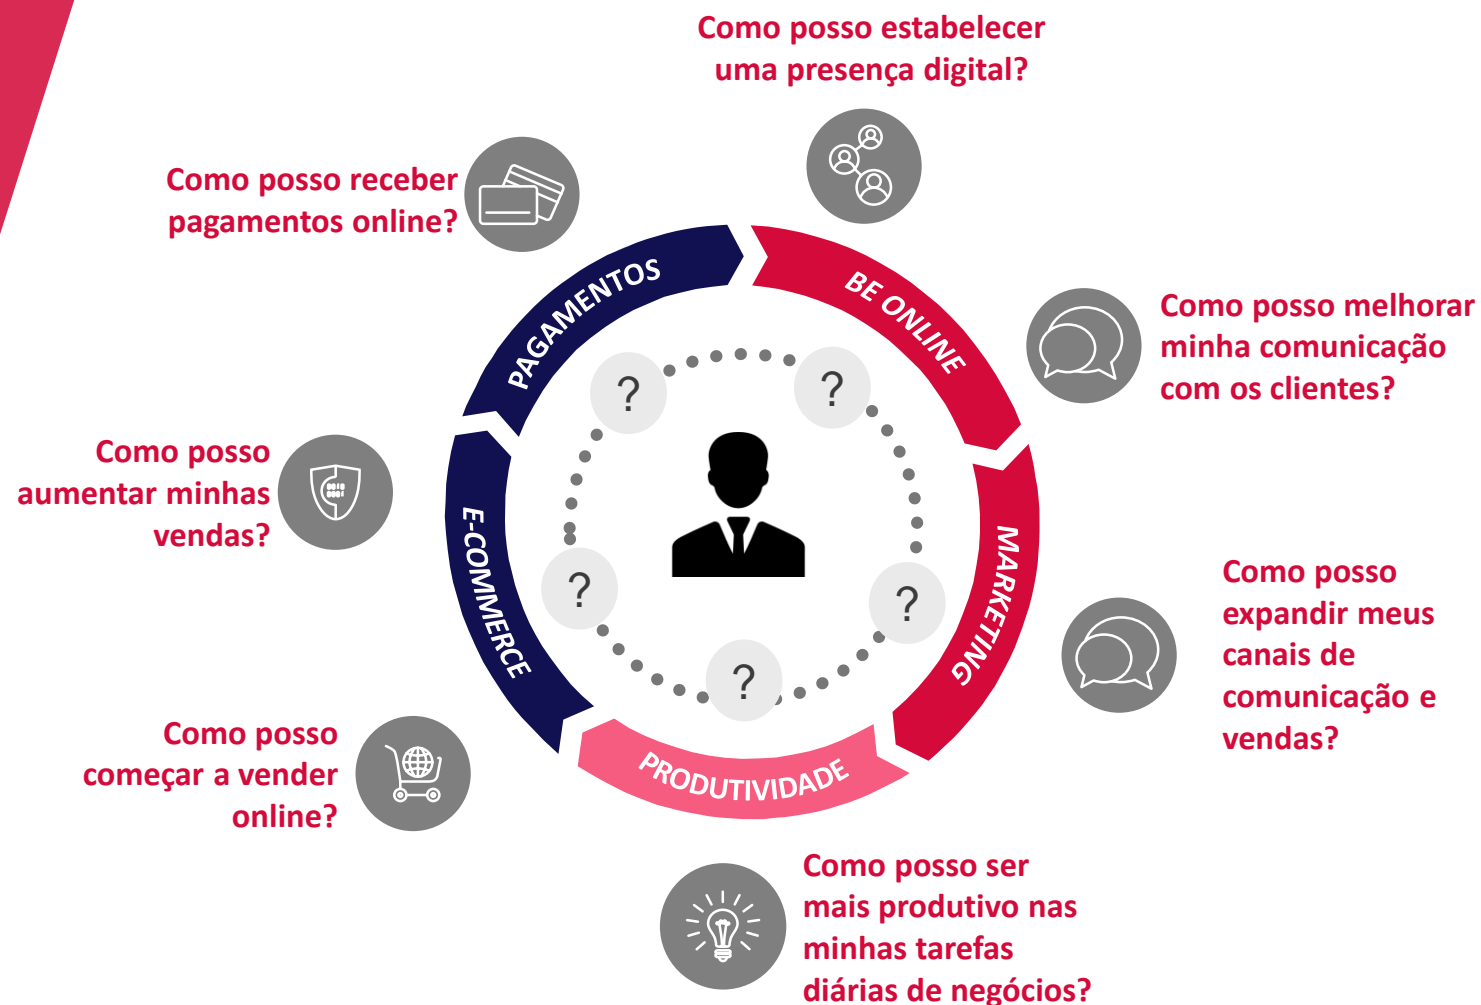 Como posso estabelecer
uma presença digital?
Como posso receber
pagamentos online?
PAGAMENTOS
BE ONLINE
Como posso melhorar
minha comunicação
com os clientes?
?
?
Como posso
aumentar minhas
vendas?
E-COMMERCE
MARKETING
?
?
?
Como posso
expandir meus
canais de
comunicação e
vendas?
Como posso
começar a vender
online?
PRODUTIVIDADE
Como posso ser
mais produtivo nas
minhas tarefas
diárias de negócios?